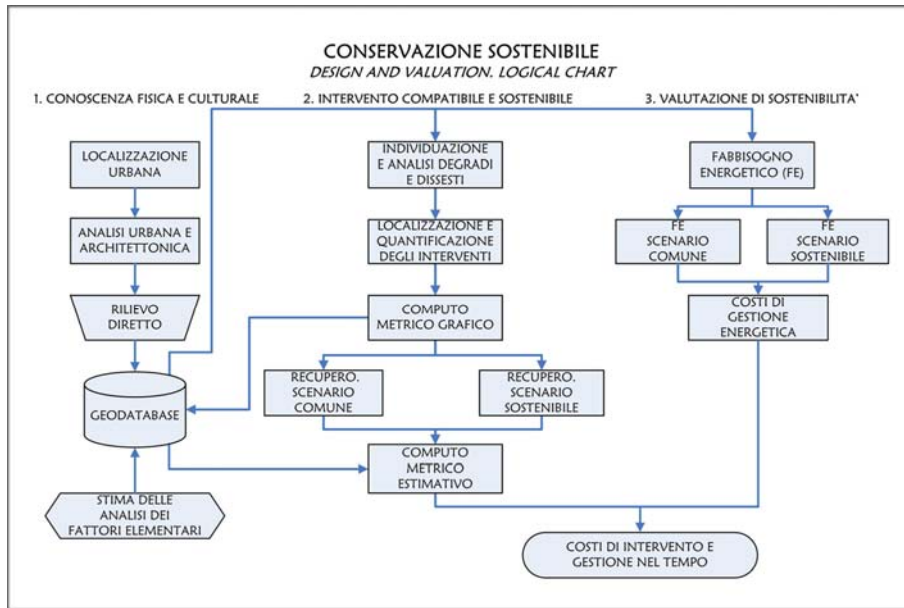 CONSERVAZIONE SOSTENIBILE
DESIGN AND VALUATION. LOGICAL CHART
1. CONOSCENZA FISICA E CULTURALE
LOCALIZZAZIONE
URBANA
ANALISI URBANA E
ARCHITETTONICA
RILIEVO
DIRETTO
GEODATABASE
STIMA DELLE
ANALISI DEI
FATTORI ELEMENTARI
2. INTERVENTO COMPATIBILE E SOSTENIBILE
INDIVIDUAZIONE
E ANALISI DEGRADI
E DISSESTI
LOCALIZZAZIONE E
QUANTIFICAZIONE
DEGLI INTERVENTI
COMPUTO
METRICO GRAFICO
RECUPERO.
SCENARIO
COMUNE
RECUPERO.
SCENARIO
SOSTENIBILE
COMPUTO
METRICO
ESTIMATIVO
3. VALUTAZIONE DI SOSTENIBILITA'
FABBISOGNO
ENERGETICO (FE)
FE
SCENARIO
COMUNE
FE
SCENARIO
SOSTENIBILE
COSTI DI
GESTIONE
ENERGETICA
COSTI DI INTERVENTO E
GESTIONE NEL TEMPO